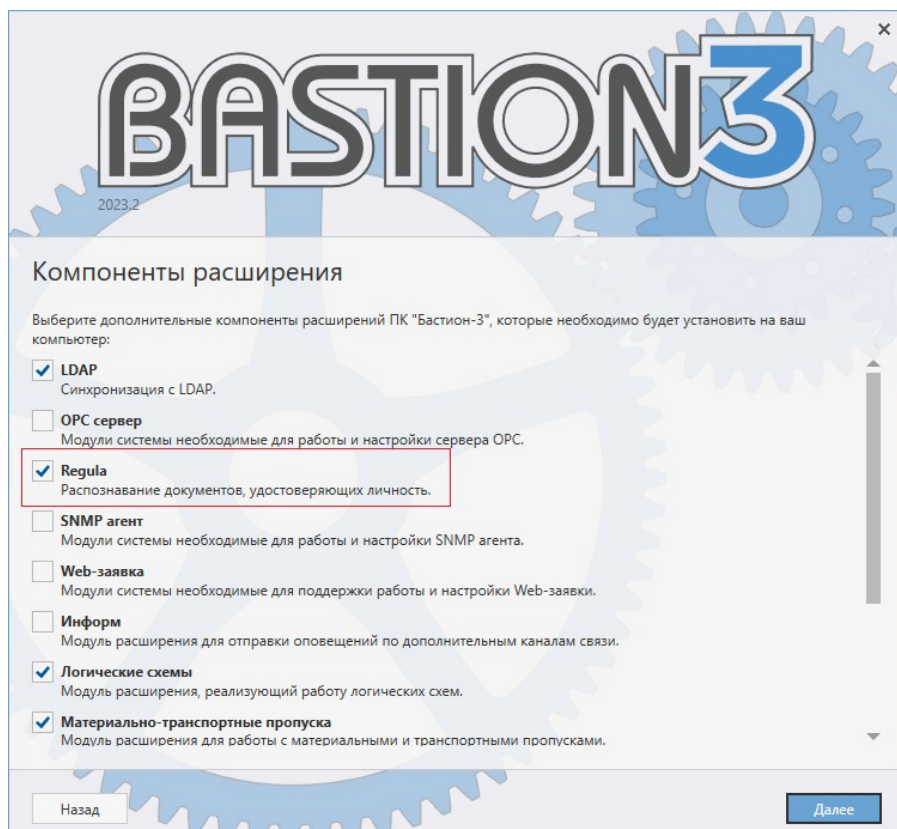 BASTION3
2023.2
Компоненты расширения
Выберите дополнительные компоненты расширений ПК "Бастион-3", которые необходимо будет установить на ваш
компьютер:
LDAP
Синхронизация с LDAP.
OPC сервер
Модули системы необходимые для работы и настройки сервера OPC.
Regula
Распознавание документов, удостоверяющих личность.
SNMP агент
Модули системы необходимые для работы и настройки SNMP агента.
Web-заявка
Модули системы необходимые для поддержки работы и настройки Web-заявки.
Информ
Модуль расширения для отправки оповещений по дополнительным каналам связи.
Логические схемы
Модуль расширения, реализующий работу логических схем.
Материально-транспортные пропуска
Модуль расширения для работы с материальными и транспортными пропусками.
Назад
Далее